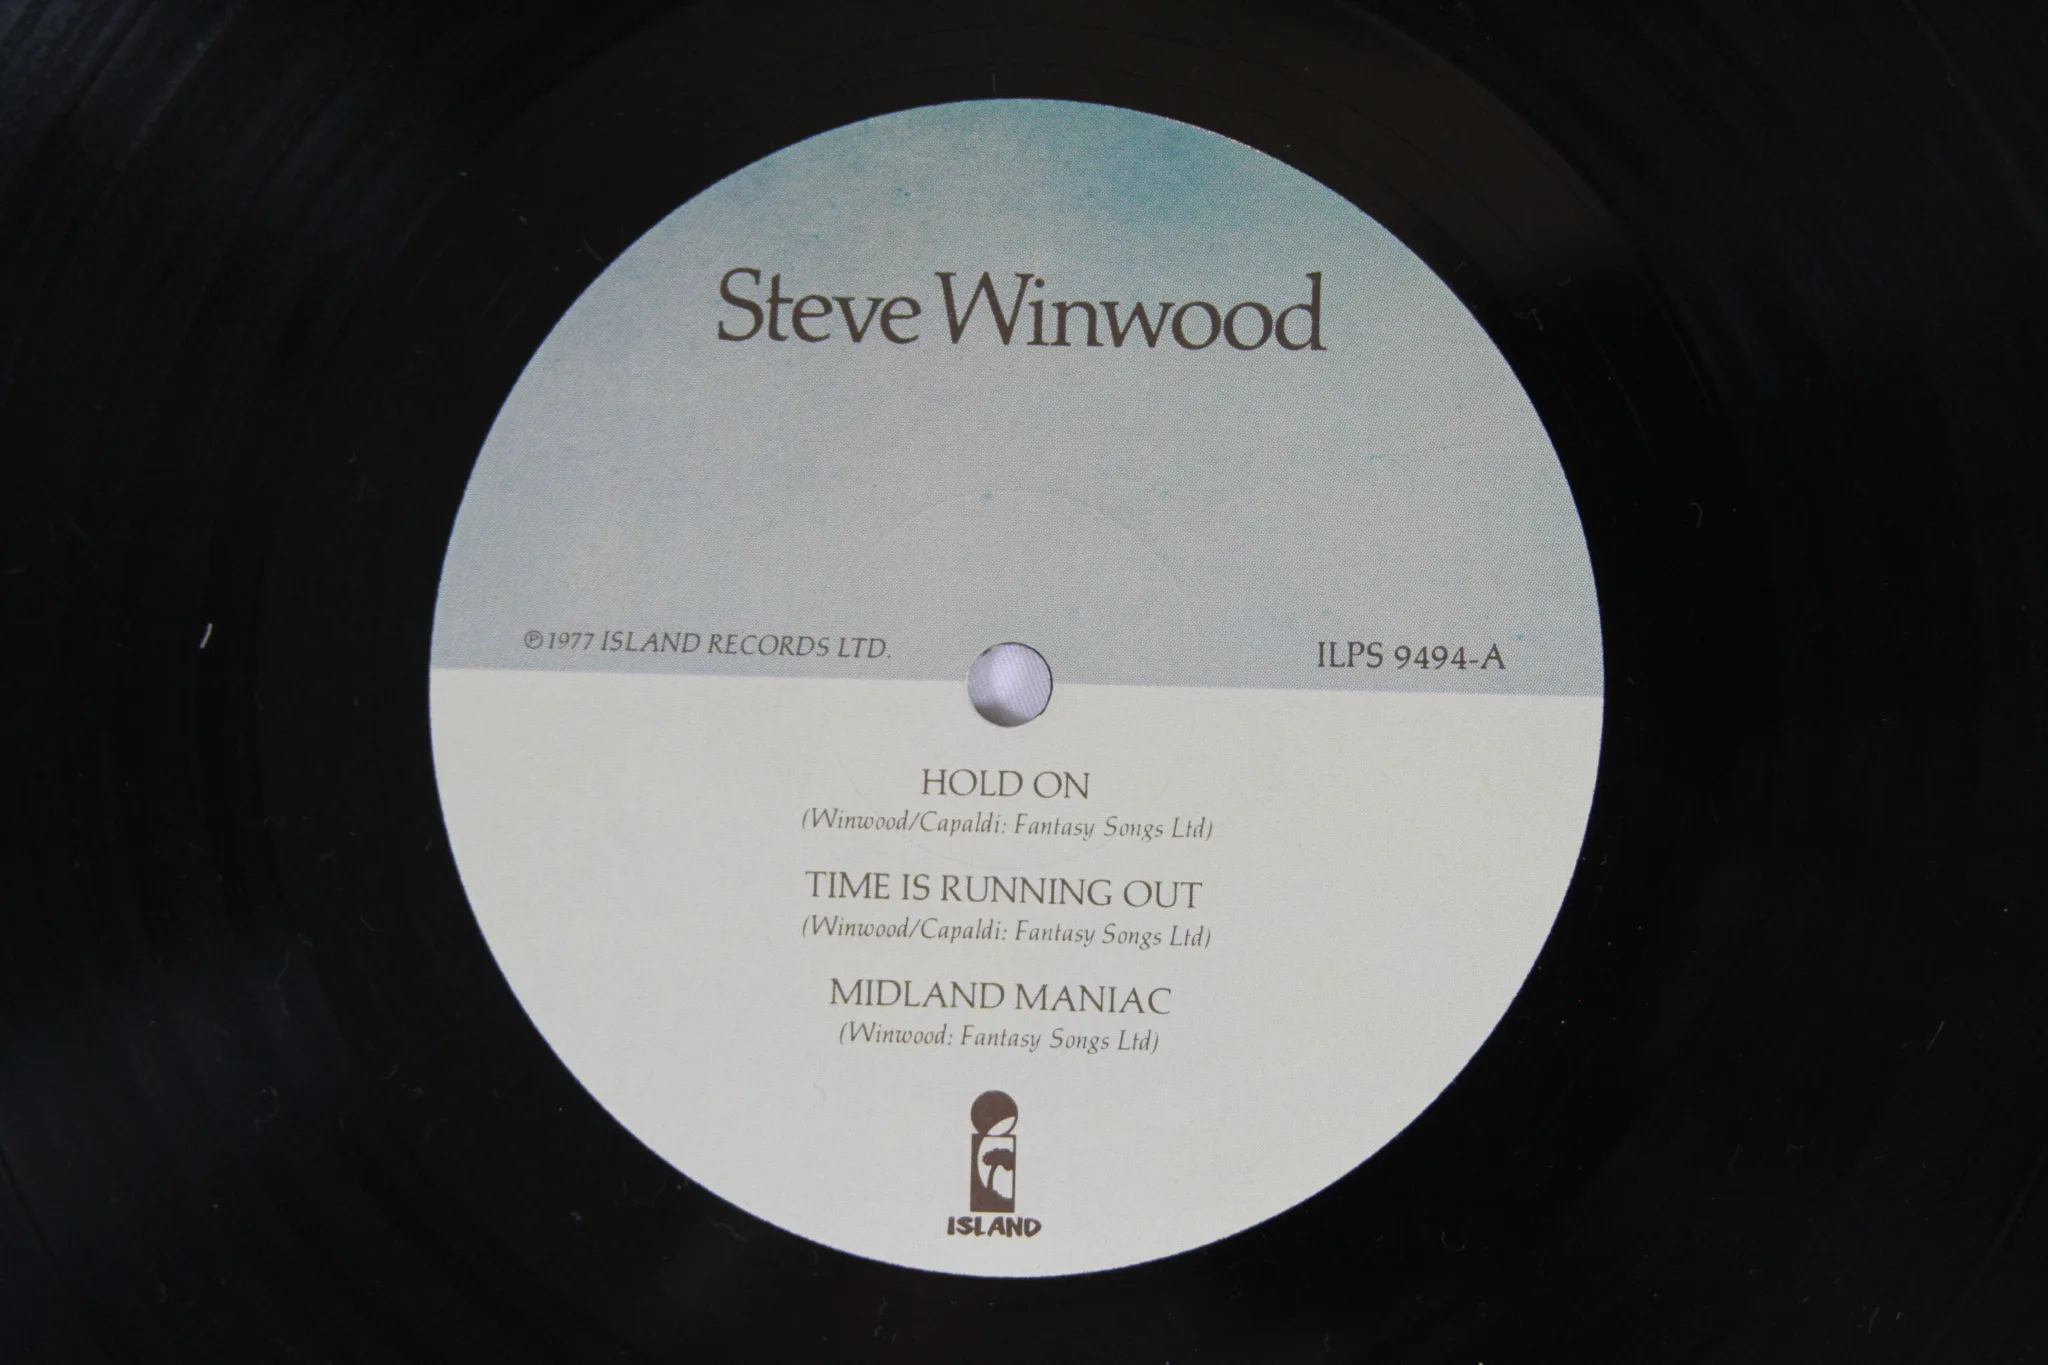 Steve Winwood
℗1977 ISLAND RECORDS LTD.
ILPS 9494-A
HOLD ON
(Winwood/Capaldi: Fantasy Songs Ltd)
TIME IS RUNNING OUT
(Winwood/Capaldi: Fantasy Songs Ltd)
MIDLAND MANIAC
(Winwood: Fantasy Songs Ltd)
ISLAND